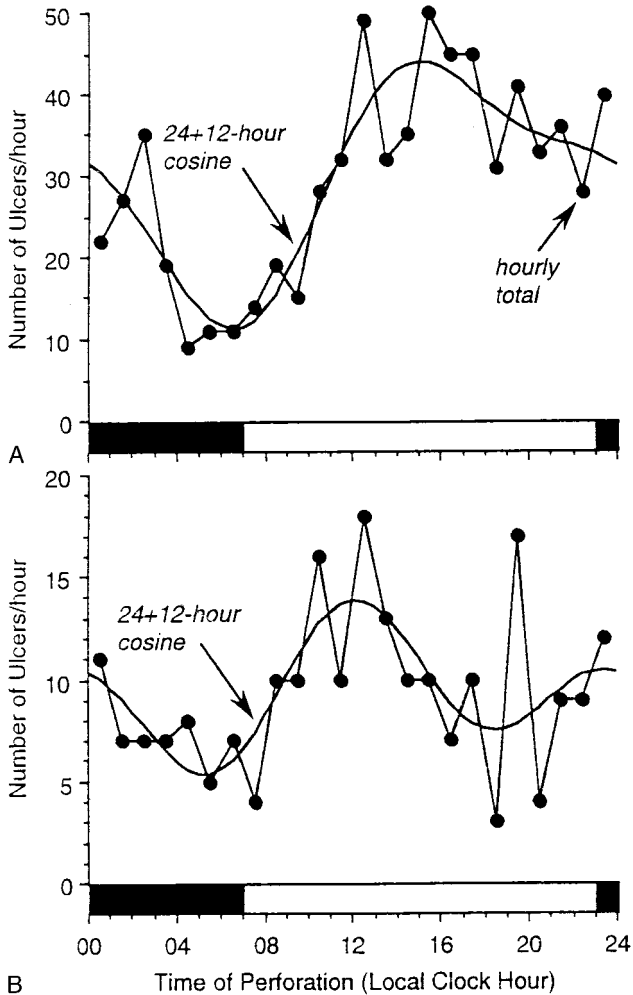 50
40
30
20
10
0
Number of Ulcers/hour
24+12-hour
cosine
hourly
total
A
20
15
10
5
0
Number of Ulcers/hour
24+12-hour
cosine
00 04 08 12 16 20 24
B
Time of Perforation (Local Clock Hour)